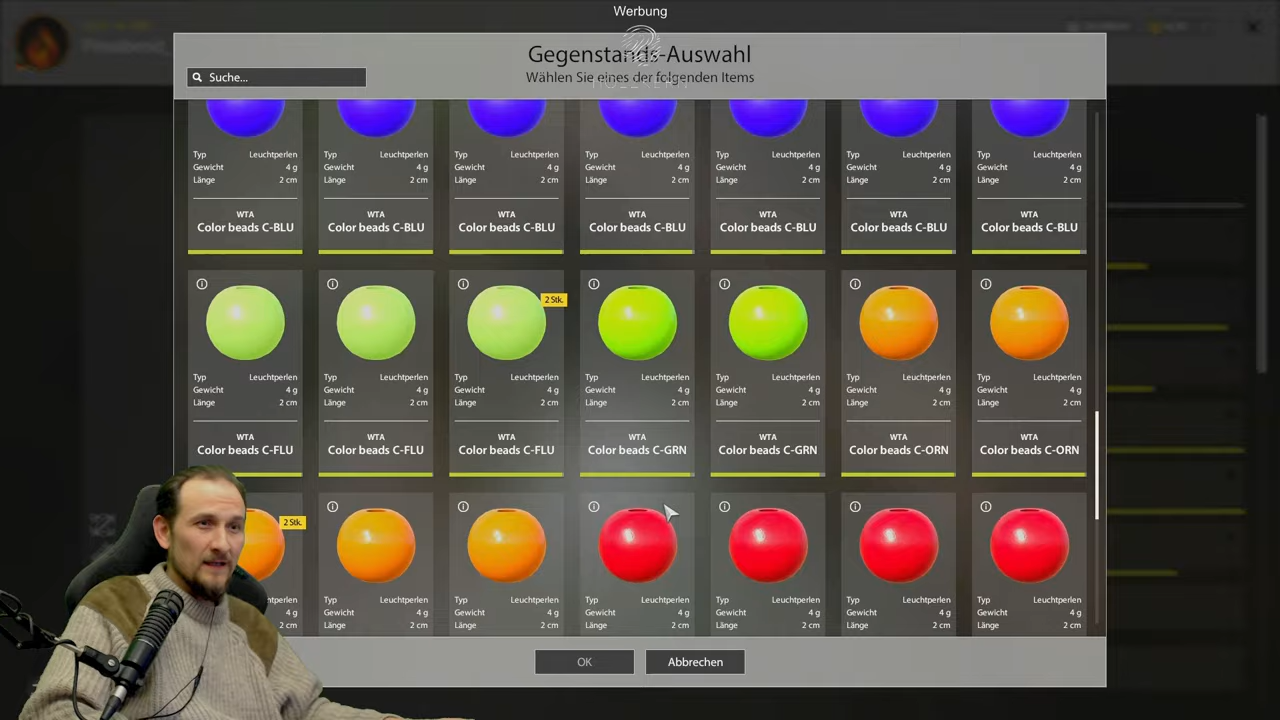 Werbung
Gegenstands-Auswahl
Suche...
Wählen Sie eines der folgenden Items
Typ Leuchtperlen Typ Leuchtperlen Typ Leuchtperlen Typ Leuchtperlen Typ Leuchtperlen Typ Leuchtperlen Typ Leuchtperlen
Gewicht 4 g Gewicht 4 g Gewicht 4 g Gewicht 4 g Gewicht 4 g Gewicht 4 g Gewicht 4 g
Länge 2 cm Länge 2 cm Länge 2 cm Länge 2 cm Länge 2 cm Länge 2 cm Länge 2 cm
WTA WTA WTA WTA WTA WTA WTA
Color beads C-BLU Color beads C-BLU Color beads C-BLU Color beads C-BLU Color beads C-BLU Color beads C-BLU Color beads C-BLU
2 Stk.
Typ Leuchtperlen Typ Leuchtperlen Typ Leuchtperlen Typ Leuchtperlen Typ Leuchtperlen Typ Leuchtperlen Typ Leuchtperlen
Gewicht 4 g Gewicht 4 g Gewicht 4 g Gewicht 4 g Gewicht 4 g Gewicht 4 g Gewicht 4 g
Länge 2 cm Länge 2 cm Länge 2 cm Länge 2 cm Länge 2 cm Länge 2 cm Länge 2 cm
WTA WTA WTA WTA WTA WTA WTA
Color beads C-FLU Color beads C-FLU Color beads C-FLU Color beads C-GRN Color beads C-GRN Color beads C-ORN Color beads C-ORN
2 Stk.
Typ Leuchtperlen Typ Leuchtperlen Typ Leuchtperlen Typ Leuchtperlen Typ Leuchtperlen Typ Leuchtperlen
4 g Gewicht 4 g Gewicht 4 g Gewicht 4 g Gewicht 4 g Gewicht 4 g Gewicht 4 g
2 cm Länge 2 cm Länge 2 cm Länge 2 cm Länge 2 cm Länge 2 cm Länge 2 cm
OK Abbrechen